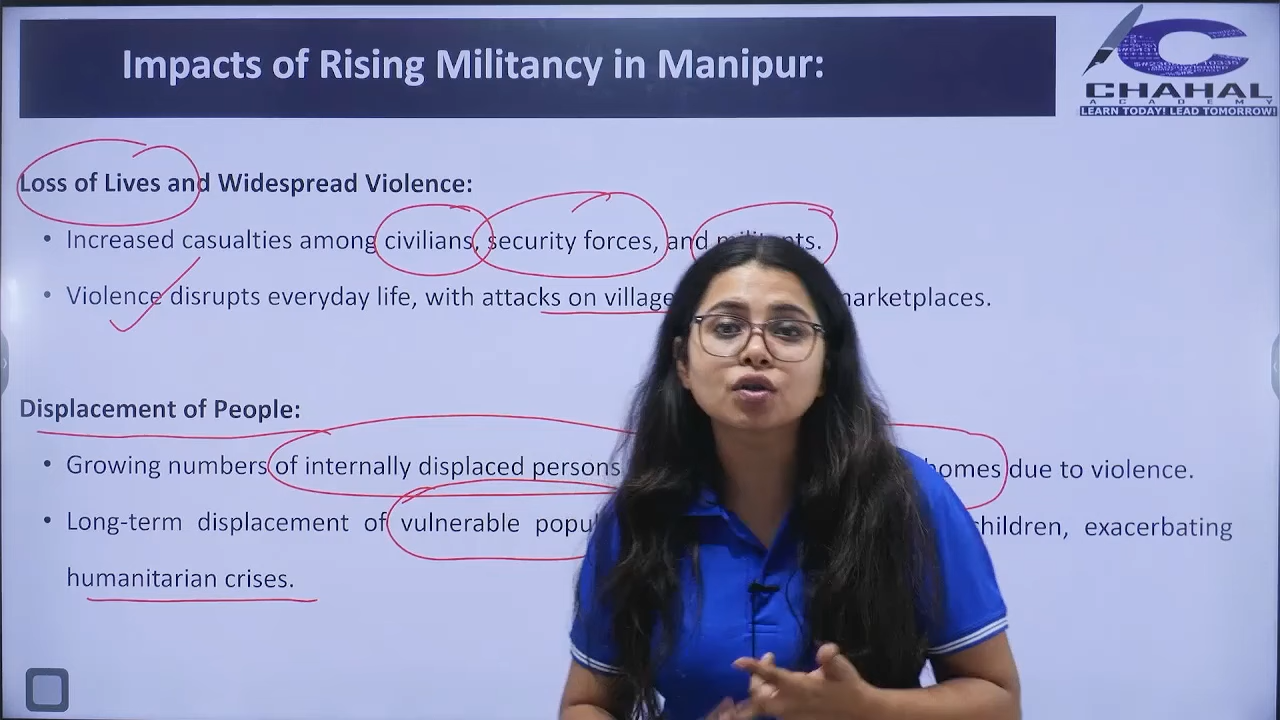 Impacts of Rising Militancy in Manipur:
CHAHAL
ACADEMY
LEARN TODAY! LEAD TOMORROW!
Loss of Lives and Widespread Violence:
• Increased casualties among civilians, security forces, and militants.
• Violence disrupts everyday life, with attacks on village marketplaces.
Displacement of People:
• Growing numbers of internally displaced persons homes due to violence.
• Long-term displacement of vulnerable children, exacerbating
humanitarian crises.